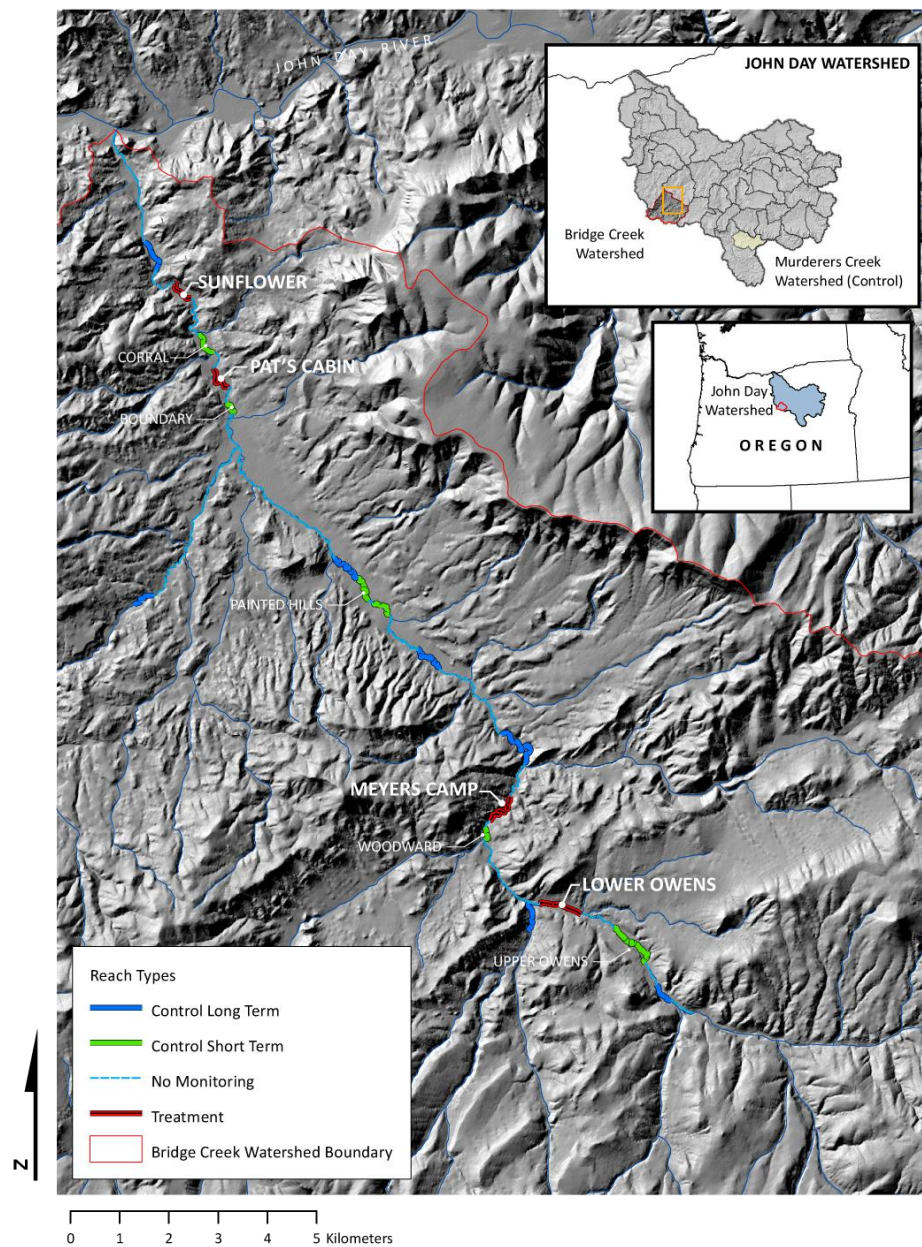 JOHN DAY RIVER
JOHN DAY WATERSHED
Bridge Creek
Watershed
Murderers Creek
Watershed (Control)
John Day
Watershed
OREGON
SUNFLOWER
CORRAL
PAT'S CABIN
BOUNDARY
PAINTED HILLS
MEYERS CAMP
WOODWARD
LOWER OWENS
UPPER OWENS
Reach Types
Control Long Term
Control Short Term
No Monitoring
Treatment
Bridge Creek Watershed Boundary
N
0 1 2 3 4 5 Kilometers